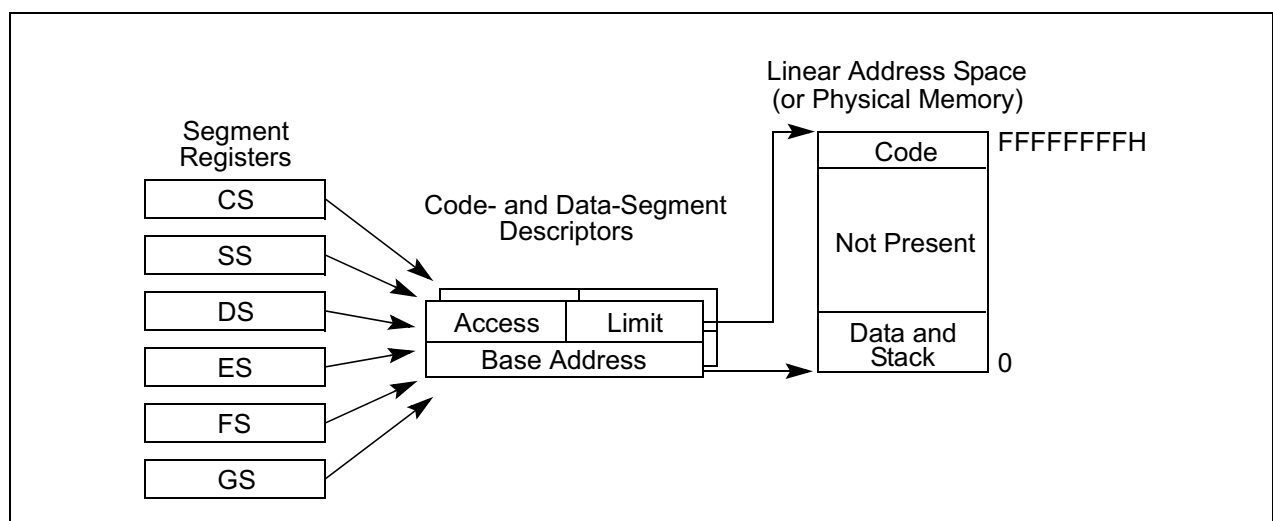 Segment
Registers
CS
SS
DS
ES
FS
GS
Code- and Data-Segment
Descriptors
Access
Limit
Base Address
Linear Address Space
(or Physical Memory)
Code
FFFFFFFFH
Not Present
Data and
Stack
0